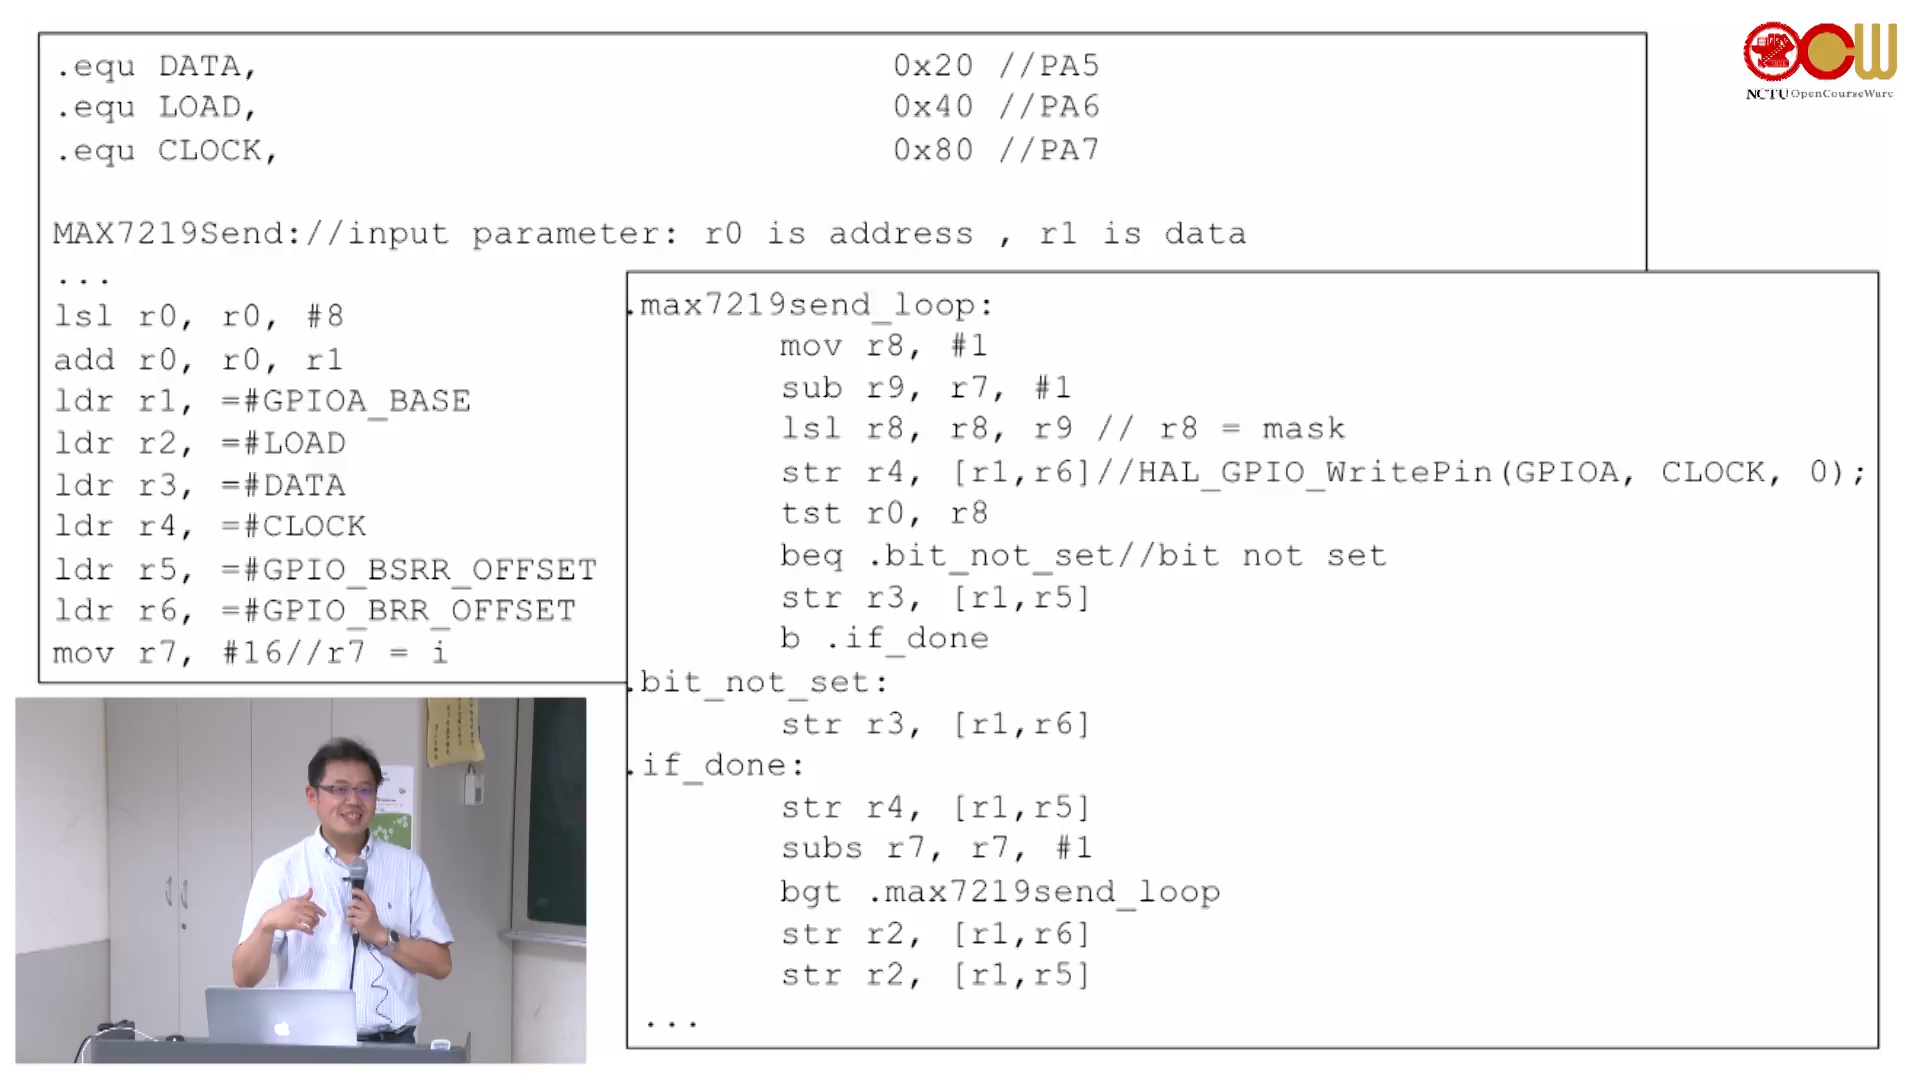 .equ DATA, 0x20 //PA5
.equ LOAD, 0x40 //PA6
.equ CLOCK, 0x80 //PA7
MAX7219Send://input parameter: r0 is address , r1 is data
...
lsl r0, r0, #8
add r0, r0, r1
ldr r1, =#GPIOA_BASE
ldr r2, =#LOAD
ldr r3, =#DATA
ldr r4, =#CLOCK
ldr r5, =#GPIO_BSRR_OFFSET
ldr r6, =#GPIO_BRR_OFFSET
mov r7, #16//r7 = i
.max7219send_loop:
mov r8, #1
sub r9, r7, #1
lsl r8, r8, r9 // r8 = mask
str r4, [r1,r6]//HAL_GPIO_WritePin(GPIOA, CLOCK, 0);
tst r0, r8
beq .bit_not_set//bit not set
str r3, [r1,r5]
b .if_done
.bit_not_set:
str r3, [r1,r6]
.if_done:
str r4, [r1,r5]
subs r7, r7, #1
bgt .max7219send_loop
str r2, [r1,r6]
str r2, [r1,r5]
...
OCW
NCTU OpenCourseWare